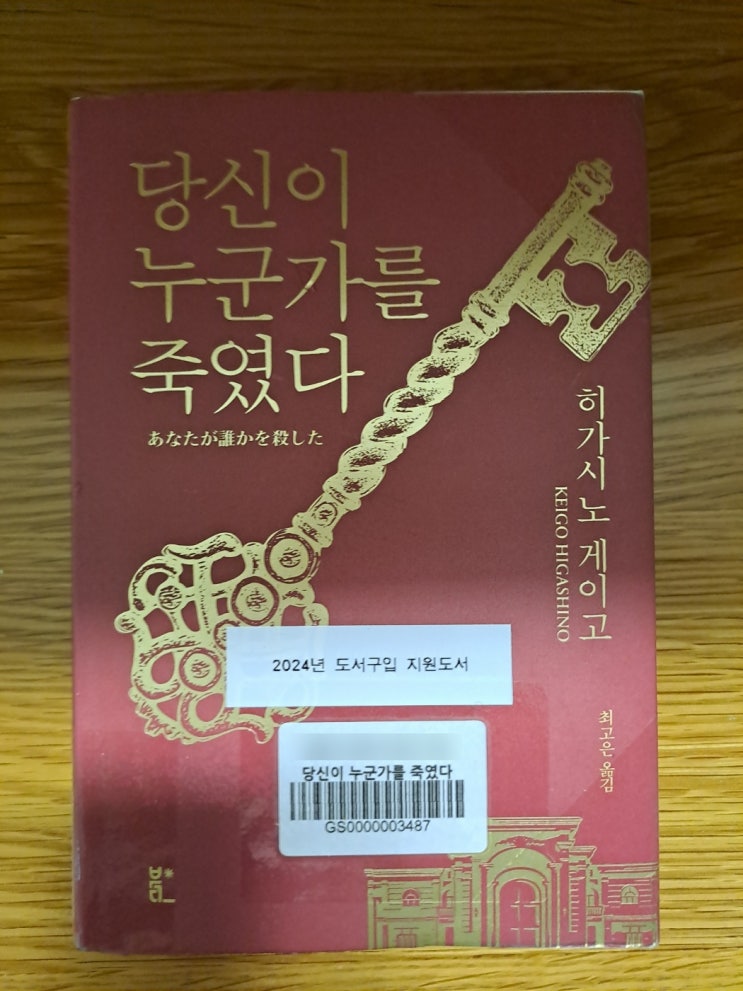 당신이
누군가를
죽였다
あなたが誰かを殺した
히가시노 게이고
KEIGO HIGASHINO
최고은 옮김
2024년 도서구입 지원도서
당신이 누군가를 죽였다
GS0000003487